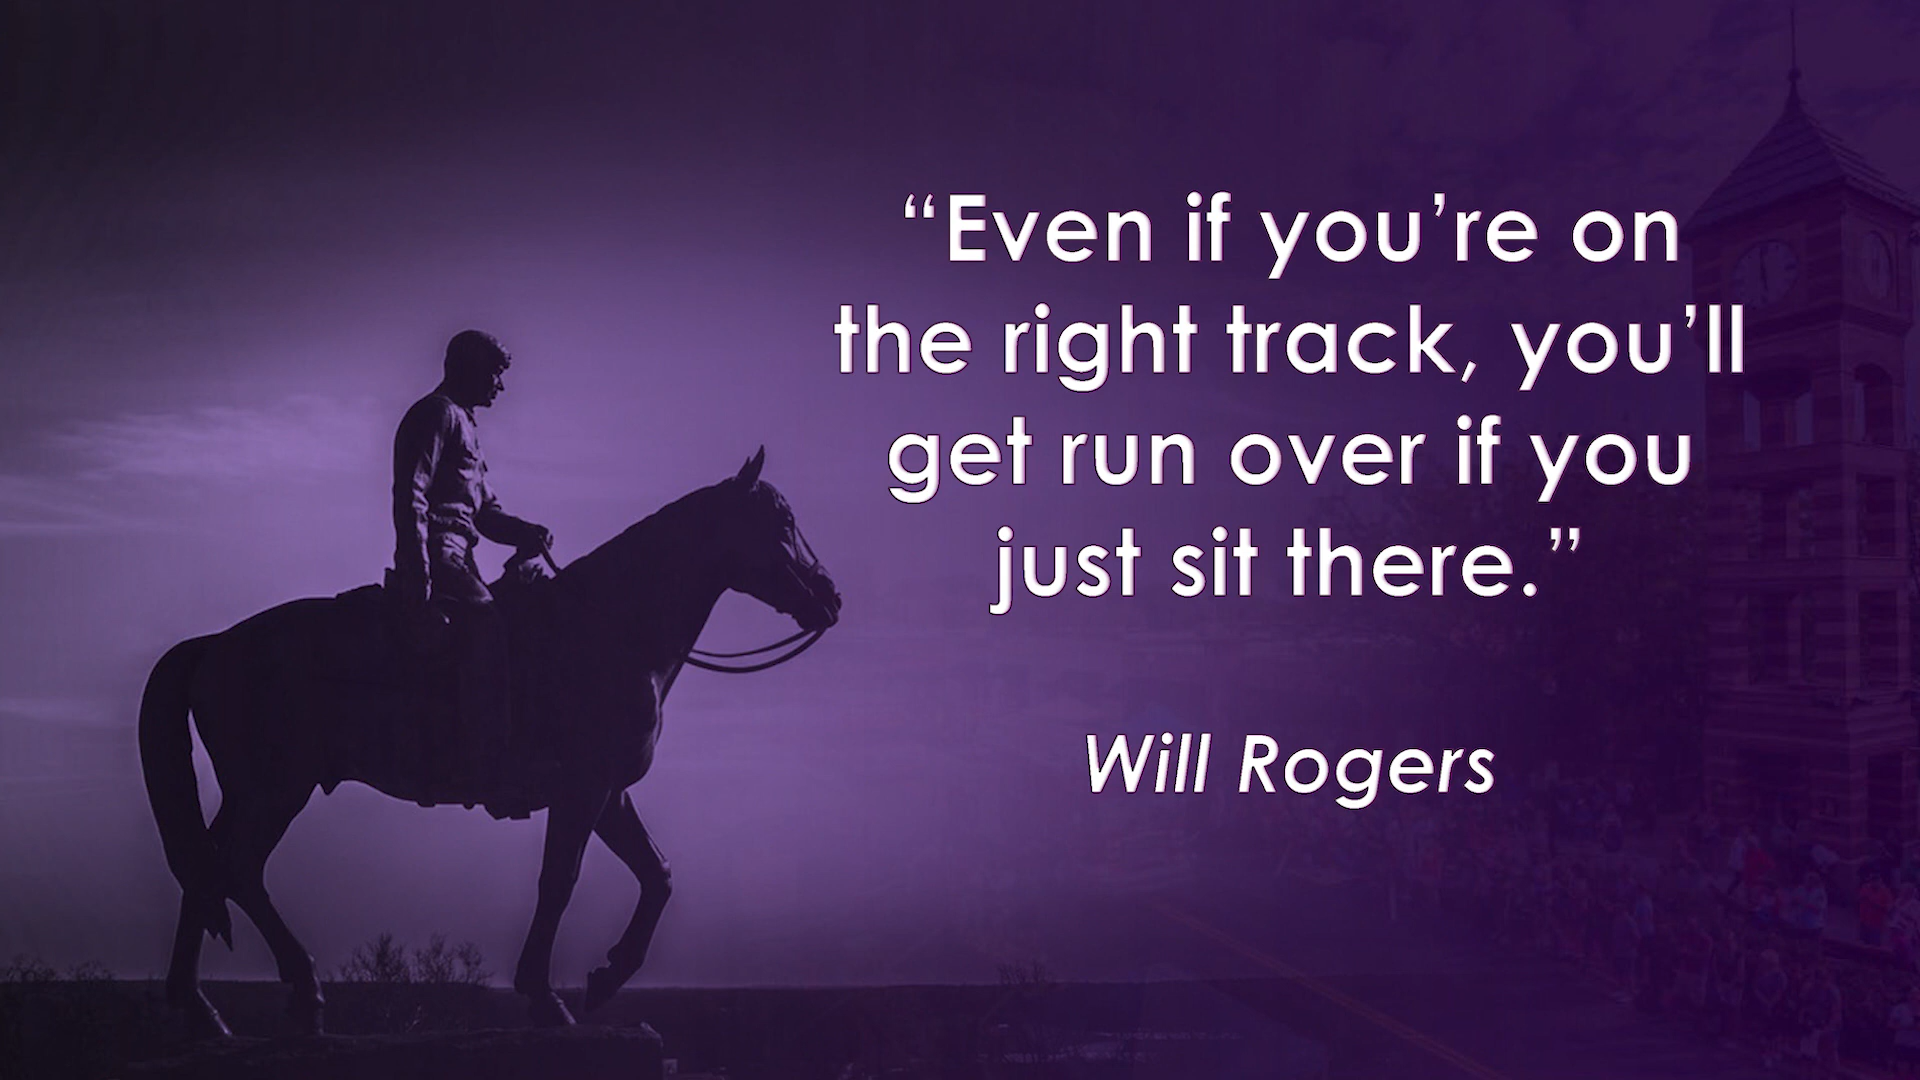 “Even if you’re on
the right track, you’ll
get run over if you
just sit there.”
Will Rogers